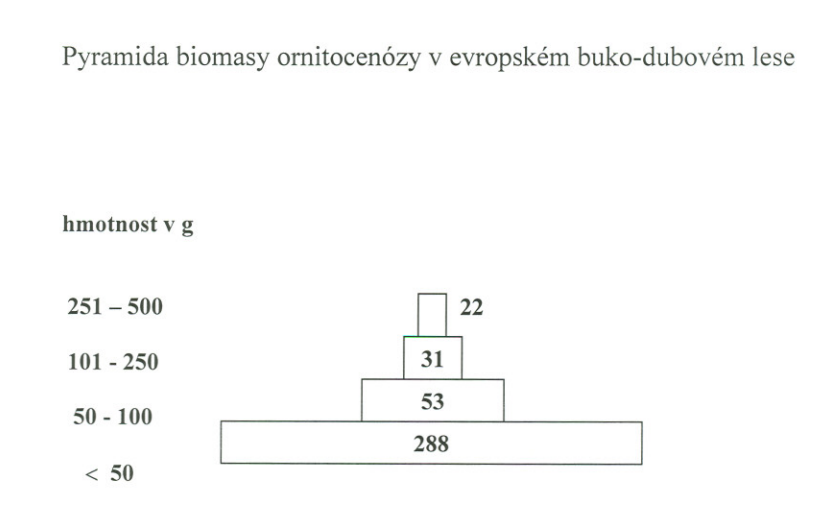 Pyramida biomasy ornitocenózy v evropském buko-dubovém lese
hmotnost v g
251 – 500
22
101 - 250
31
50 - 100
53
288
< 50